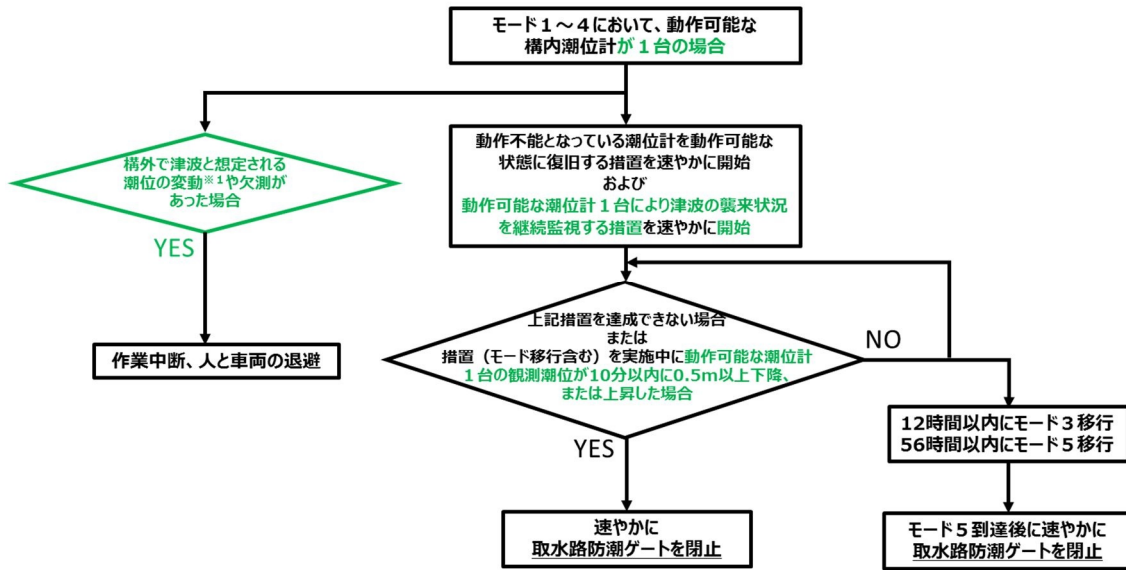 モード１～４において、動作可能な
構内潮位計が１台の場合
構外で津波と想定される
潮位の変動※１や欠測が
あった場合
YES
作業中断、人と車両の退避
動作不能となっている潮位計を動作可能な
状態に復旧する措置を速やかに開始
および
動作可能な潮位計１台により津波の襲来状況
を継続監視する措置を速やかに開始
上記措置を達成できない場合
または
措置（モード移行含む）を実施中に動作可能な潮位計
１台の観測潮位が10分以内に0.5m以上下降、
または上昇した場合
NO
YES
速やかに
取水路防潮ゲートを閉止
12時間以内にモード３移行
56時間以内にモード５移行
モード５到達後に速やかに
取水路防潮ゲートを閉止